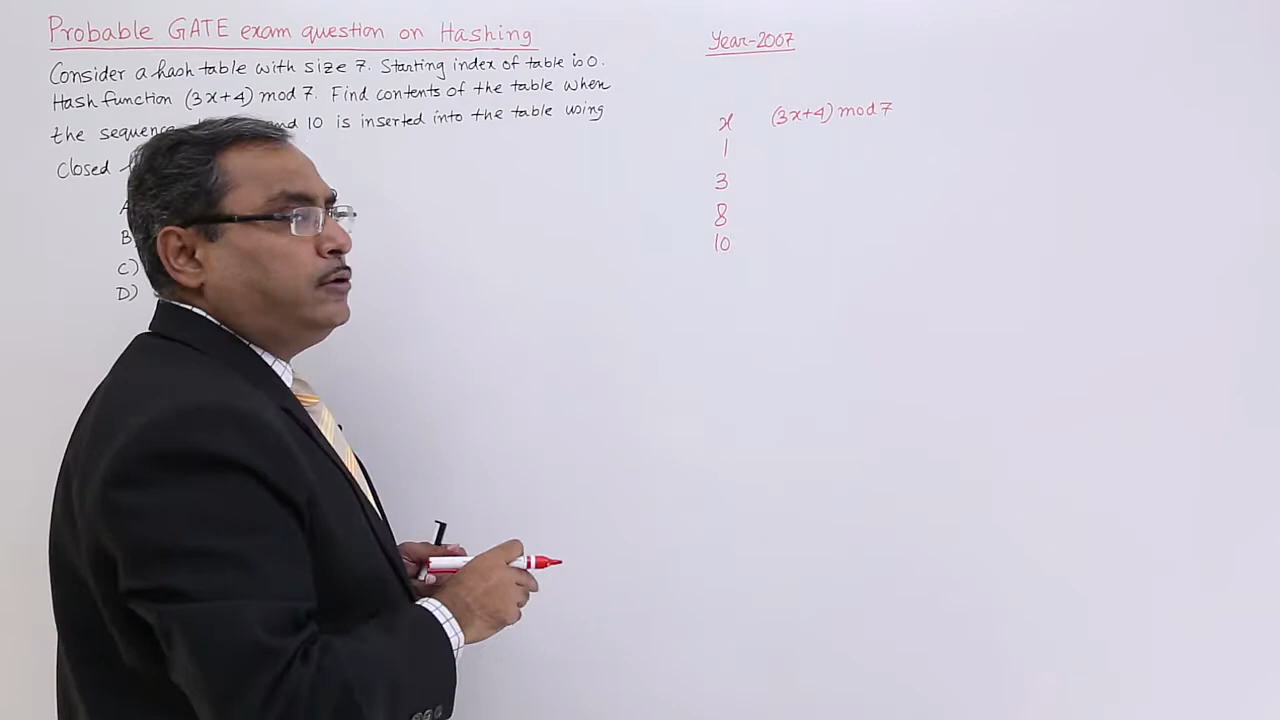 Probable GATE exam question on Hashing
Consider a hash table with size 7. Starting index of table is 0.
Hash function (3x+4) mod 7. Find contents of the table when
the sequence 10 is inserted into the table using
Closed
C)
D)
Year-2007
x (3x+4) mod 7
1
3
8
10